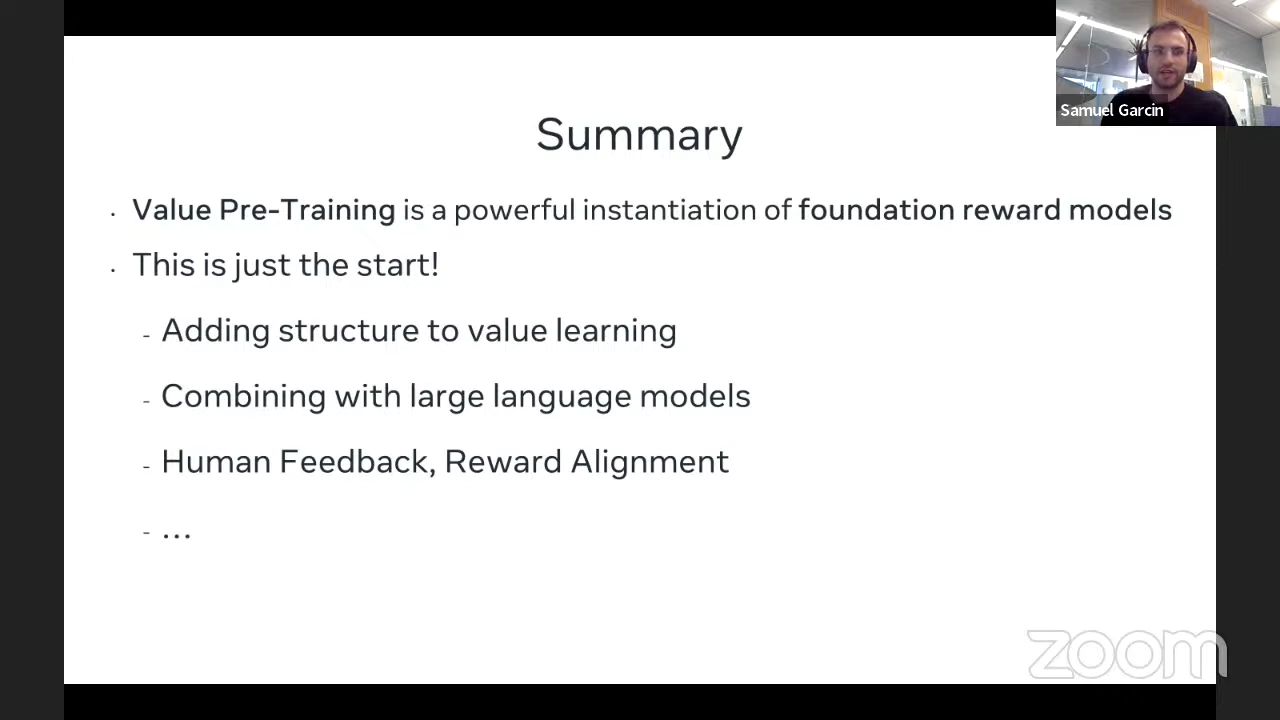 Samuel Garcin
Summary
· Value Pre-Training is a powerful instantiation of foundation reward models
· This is just the start!
- Adding structure to value learning
- Combining with large language models
- Human Feedback, Reward Alignment
- ...
zoom